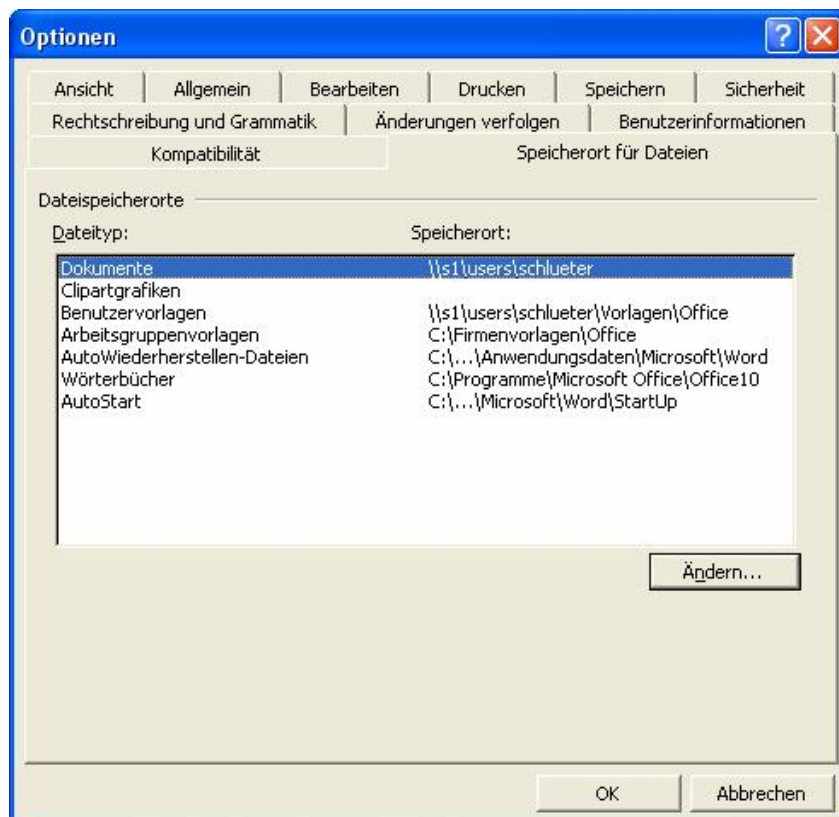 Optionen
Ansicht Allgemein Bearbeiten Drucken Speichern Sicherheit
Rechtschreibung und Grammatik Änderungen verfolgen Benutzerinformationen
Kompatibilität Speicherort für Dateien
Dateispeicherorte
Dateityp: Speicherort:
Dokumente \\s1\users\schlueter
Clipartgrafiken
Benutzervorlagen \\s1\users\schlueter\Vorlagen\Office
Arbeitsgruppenvorlagen C:\Firmenvorlagen\Office
AutoWiederherstellen-Dateien C:\...\Anwendungsdaten\Microsoft\Word
Wörterbücher C:\Programme\Microsoft Office\Office10
AutoStart C:\...\Microsoft\Word\StartUp
Ändern...
OK Abbrechen